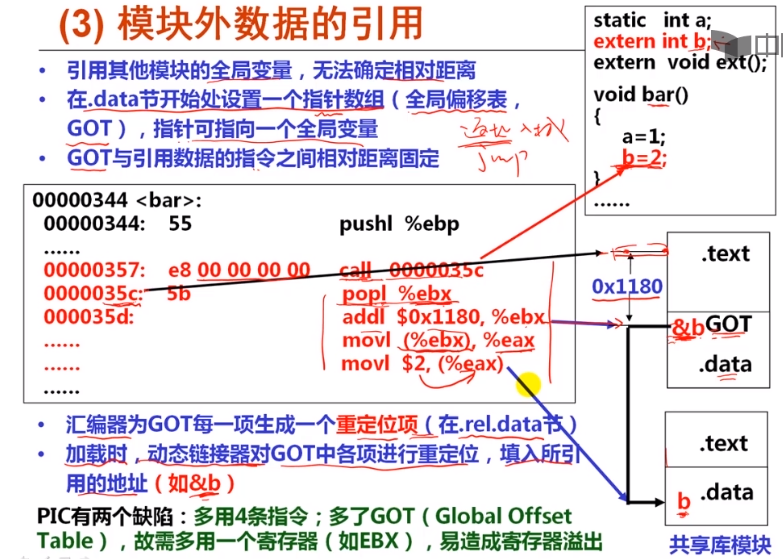 (3) 模块外数据的引用
• 引用其他模块的全局变量，无法确定相对距离
• 在.data节开始处设置一个指针数组（全局偏移表，
GOT），指针可指向一个全局变量
• GOT与引用数据的指令之间相对距离固定
jmp
static int a;
extern int b;
extern void ext();
void bar()
{
a=1;
b=2;
}
……
00000344 <bar>:
00000344: 55 pushl %ebp
……
00000357: e8 00 00 00 00 call 0000035c
0000035c: 5b popl %ebx
0000035d: addl $0x1180, %ebx
…… movl (%ebx), %eax
…… movl $2, (%eax)
……
.text
0x1180
&b GOT
.data
.text
b .data
共享库模块
• 汇编器为GOT每一项生成一个重定位项（在.rel.data节）
• 加载时，动态链接器对GOT中各项进行重定位，填入所引
用的地址（如&b）
PIC有两个缺陷：多用4条指令；多了GOT（Global Offset
Table），故需多用一个寄存器（如EBX），易造成寄存器溢出